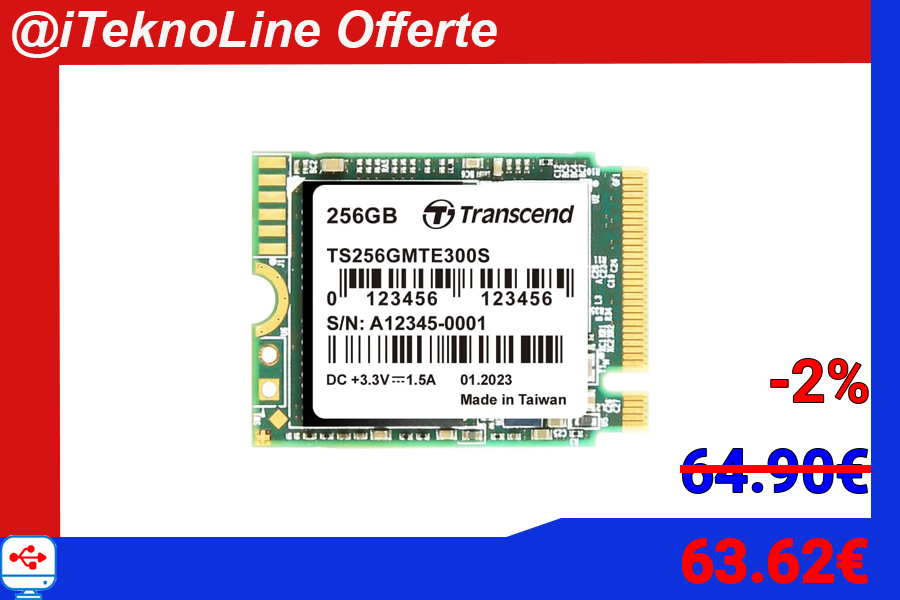 @iTeknoLine Offerte
256GB Transcend
TS256GMTE300S
0 123456 123456
S/N: A12345-0001
DC +3.3V⎓1.5A 01.2023
Made in Taiwan
-2%
64.90€
63.62€